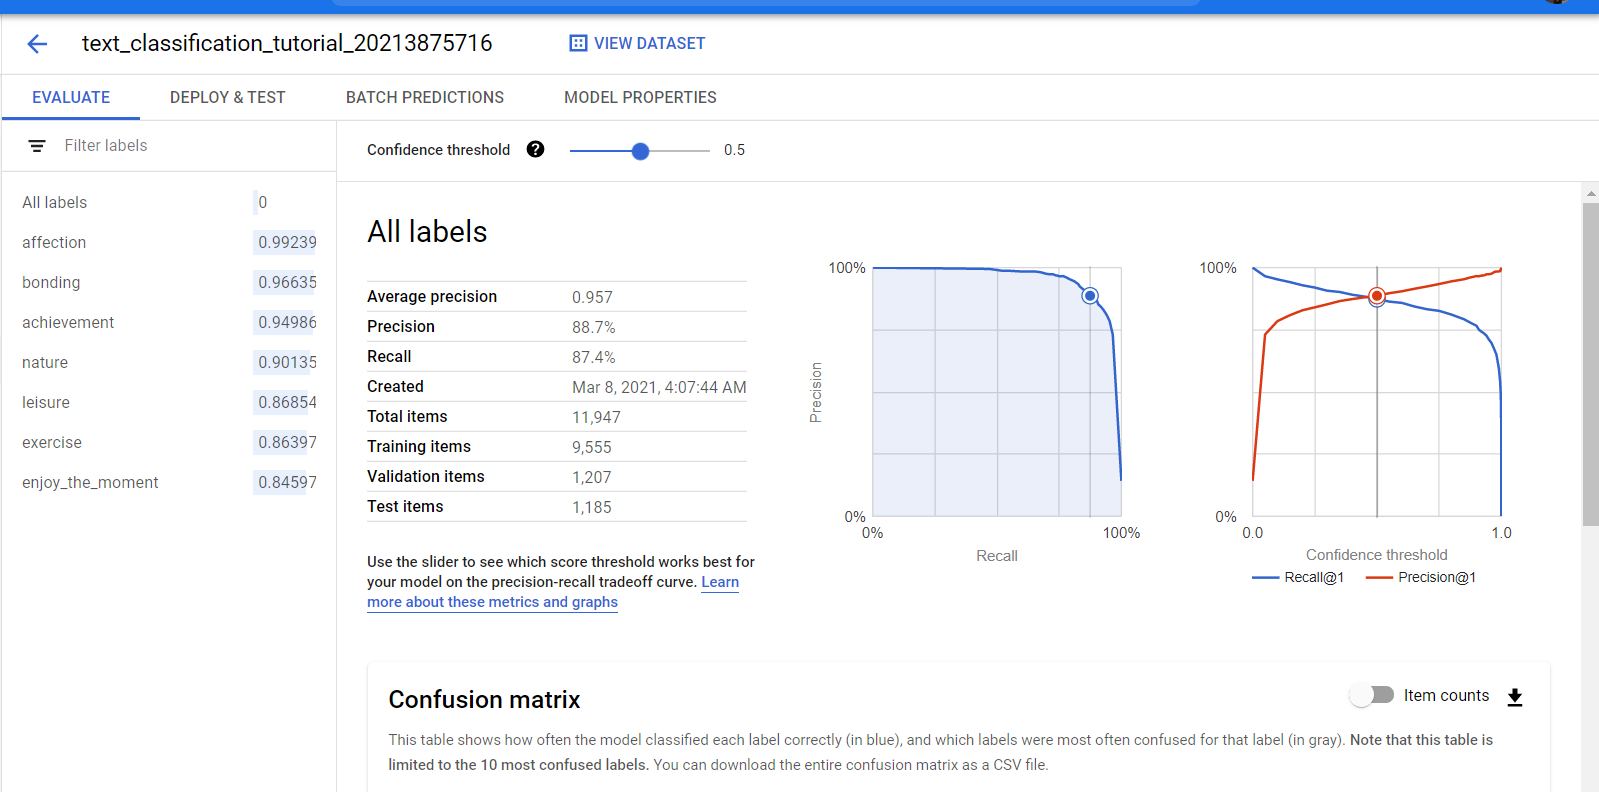 text_classification_tutorial_20213875716
VIEW DATASET
EVALUATE
DEPLOY & TEST
BATCH PREDICTIONS
MODEL PROPERTIES
Filter labels
All labels 0
affection 0.99239
bonding 0.96635
achievement 0.94986
nature 0.90135
leisure 0.86854
exercise 0.86397
enjoy_the_moment 0.84597
Confidence threshold ? 0.5
All labels
Average precision 0.957
Precision 88.7%
Recall 87.4%
Created Mar 8, 2021, 4:07:44 AM
Total items 11,947
Training items 9,555
Validation items 1,207
Test items 1,185
Use the slider to see which score threshold works best for
your model on the precision-recall tradeoff curve. Learn
more about these metrics and graphs
100%
Precision
0%
0% 100%
Recall
100%
0%
0.0 1.0
Confidence threshold
Recall@1 Precision@1
Confusion matrix
Item counts
This table shows how often the model classified each label correctly (in blue), and which labels were most often confused for that label (in gray). Note that this table is
limited to the 10 most confused labels. You can download the entire confusion matrix as a CSV file.